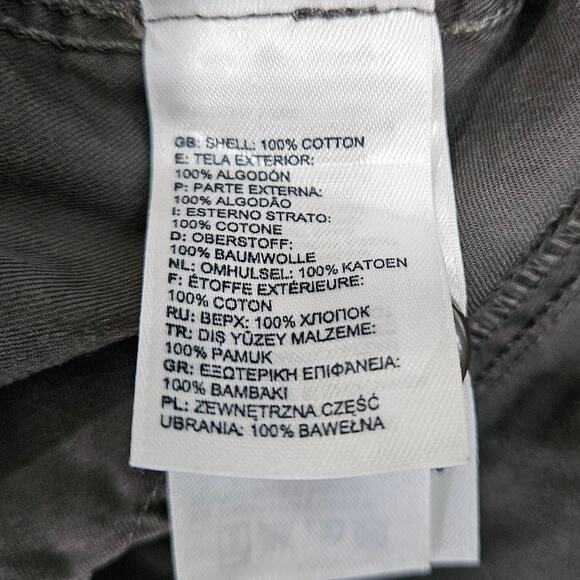 GB: SHELL: 100% COTTON
E: TELA EXTERIOR:
100% ALGODÓN
P: PARTE EXTERNA:
100% ALGODÃO
I: ESTERNO STRATO:
100% COTONE
D: OBERSTOFF:
100% BAUMWOLLE
NL: OMHULSEL: 100% KATOEN
F: ÉTOFFE EXTÉRIEURE:
100% COTON
RU: ВЕРХ: 100% ХЛОПОК
TR: DIŞ YÜZEY MALZEME:
100% PAMUK
GR: ΕΞΩΤΕΡΙΚΗ ΕΠΙΦΆΝΕΙΑ:
100% ΒΑΜΒΑΚΙ
PL: ZEWNĘTRZNA CZĘŚĆ
UBRANIA: 100% BAWEŁNA